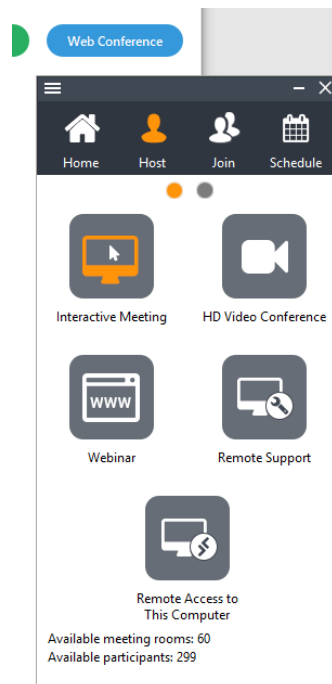 Web Conference
Home Host Join Schedule
Interactive Meeting HD Video Conference
www
Webinar Remote Support
Remote Access to
This Computer
Available meeting rooms: 60
Available participants: 299